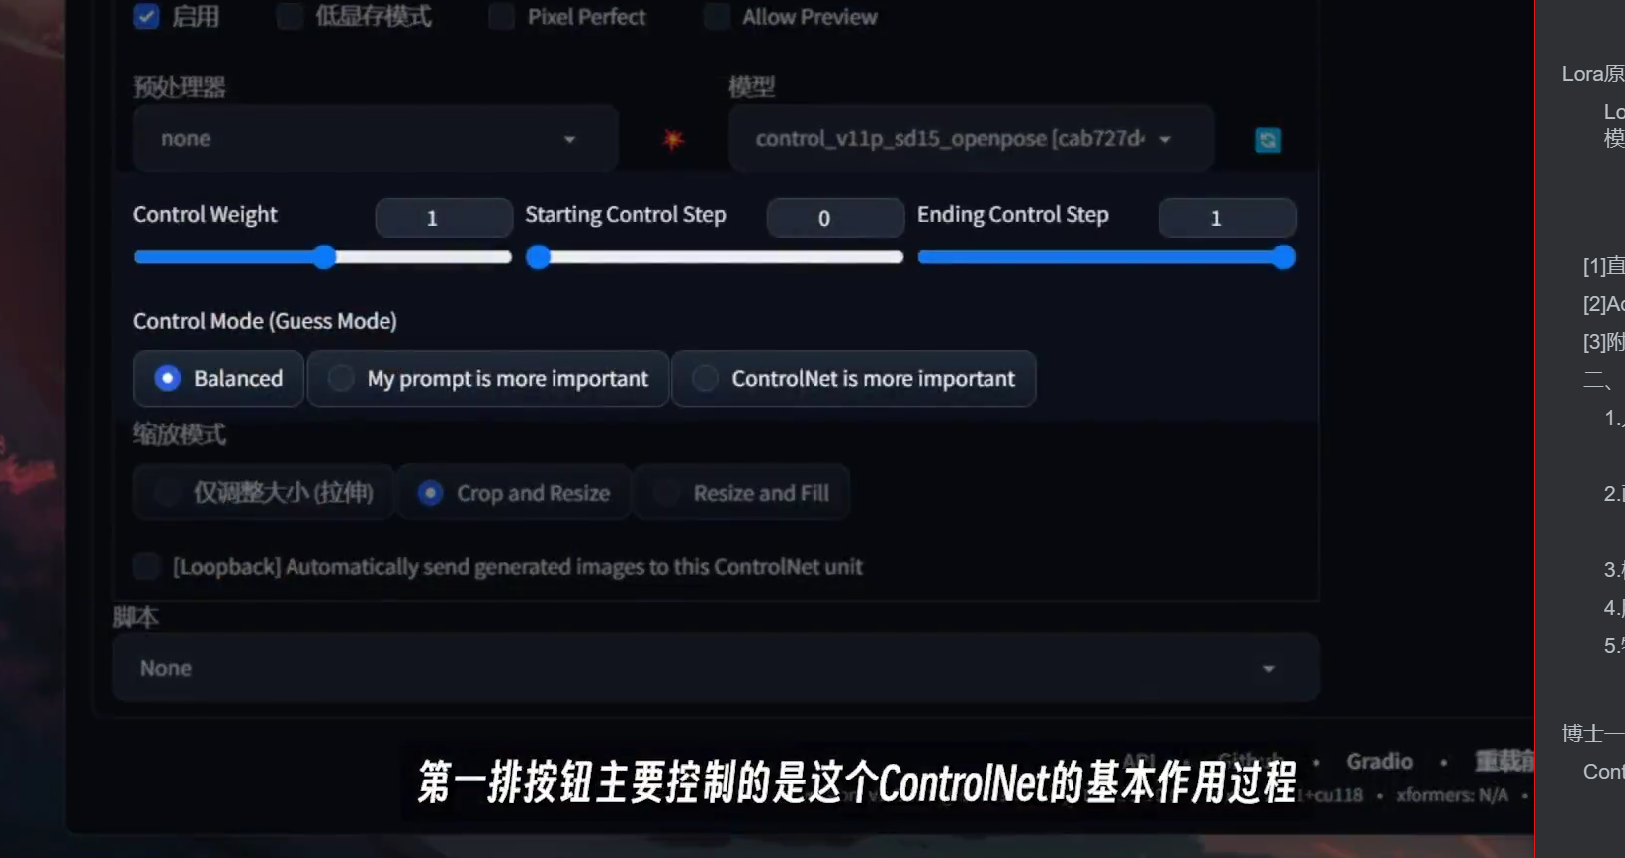 启用 低显存模式 Pixel Perfect Allow Preview
预处理器 模型
none control_v11p_sd15_openpose [cab727d
Control Weight 1 Starting Control Step 0 Ending Control Step 1
Control Mode (Guess Mode)
Balanced My prompt is more important ControlNet is more important
缩放模式
仅调整大小 (拉伸) Crop and Resize Resize and Fill
[Loopback] Automatically send generated images to this ControlNet unit
脚本
None
API • Github • Gradio • 重载前
第一排按钮主要控制的是这个ControlNet的基本作用过程
1+cu118 • xformers: N/A •
Lora原
Lo
模
[1]直
[2]Ac
[3]附
二、
1.
2.
3.
4.
5.
博士一
Cont